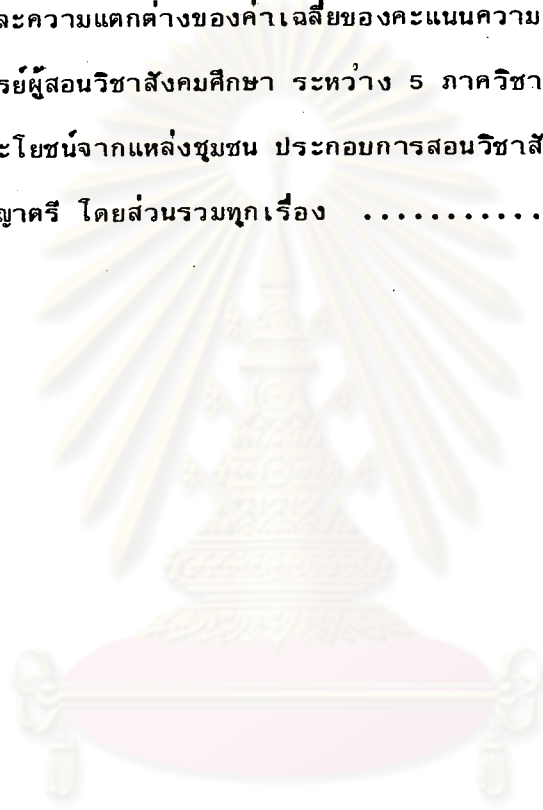 ละความแตกต่างของค่าเฉลี่ยของคะแนนความ
รย์ผู้สอนวิชาสังคมศึกษา ระหว่าง 5 ภาควิชา
ะโยชน์จากแหล่งชุมชน ประกอบการสอนวิชาสั
ญาตรี โดยส่วนรวมทุกเรื่อง ...........